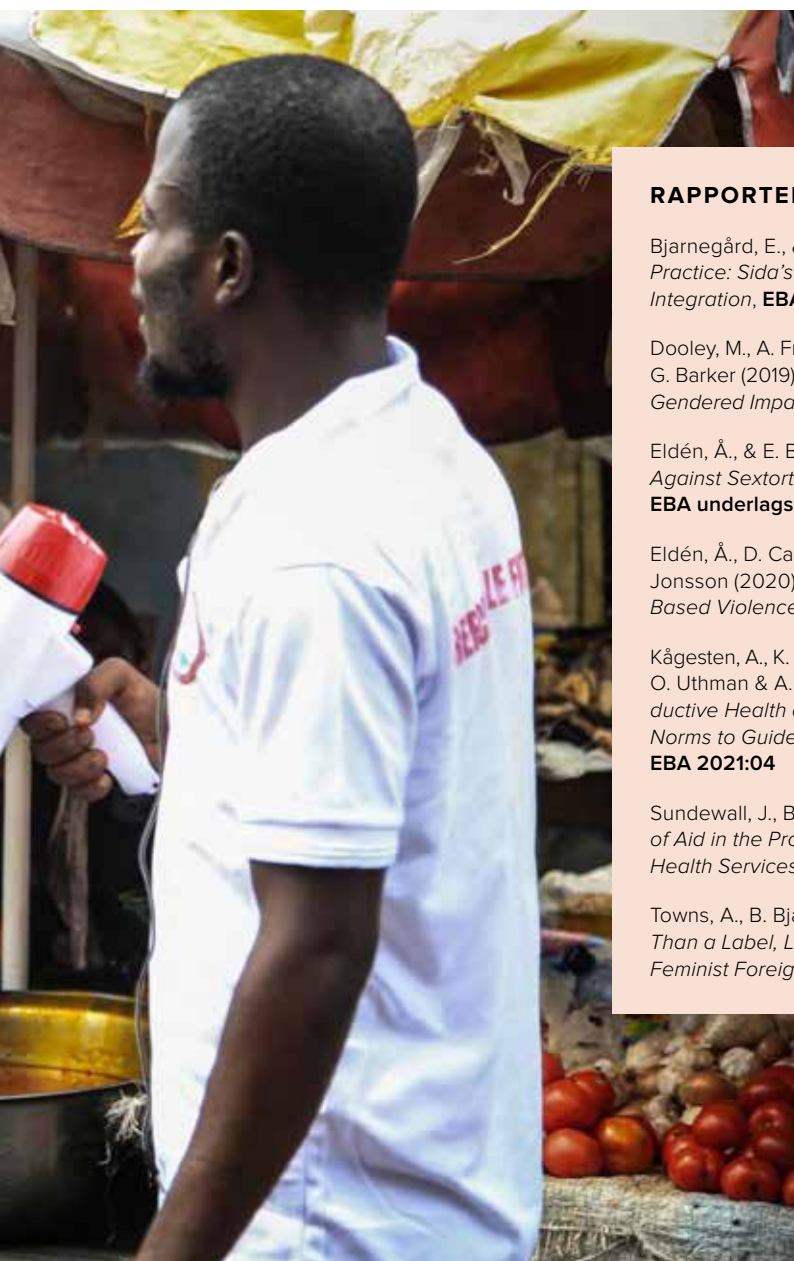 RAPPORTE
Bjarnegård, E., &
Practice: Sida's
Integration, EBA
Dooley, M., A. Fr
G. Barker (2019)
Gendered Impa
Eldén, Å., & E. B
Against Sextort
EBA underlags
Eldén, Å., D. Ca
Jonsson (2020)
Based Violence
Kågesten, A., K.
O. Uthman & A.
ductive Health
Norms to Guide
EBA 2021:04
Sundewall, J., B
of Aid in the Pro
Health Services
Towns, A., B. Bja
Than a Label, L
Feminist Foreig